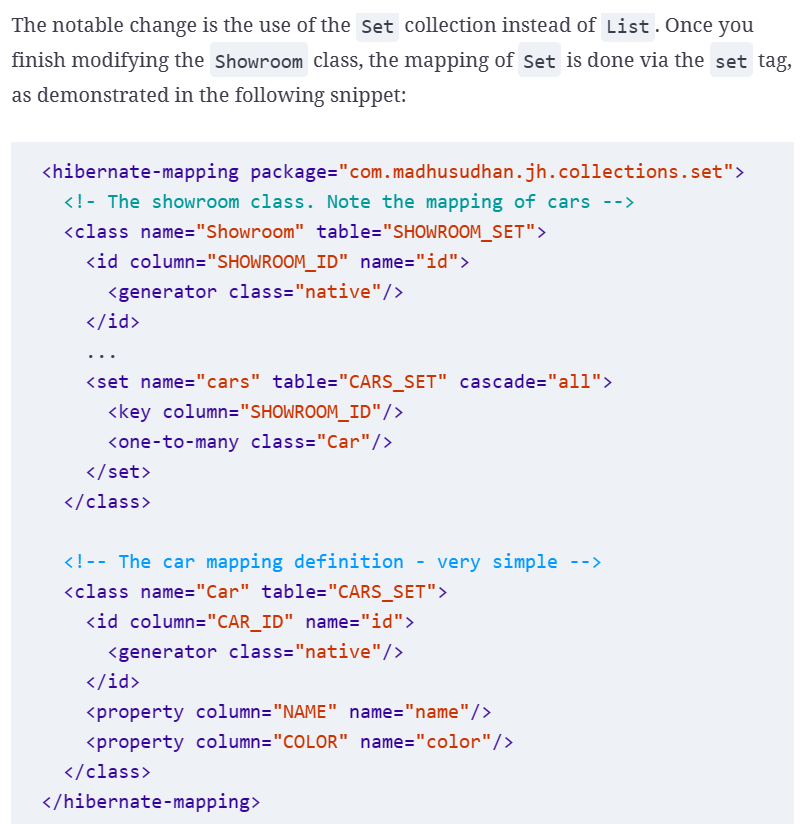 The notable change is the use of the Set collection instead of List. Once you
finish modifying the Showroom class, the mapping of Set is done via the set tag,
as demonstrated in the following snippet:
<hibernate-mapping package="com.madhusudhan.jh.collections.set">
  <!- The showroom class. Note the mapping of cars -->
  <class name="Showroom" table="SHOWROOM_SET">
    <id column="SHOWROOM_ID" name="id">
      <generator class="native"/>
    </id>
    ...
    <set name="cars" table="CARS_SET" cascade="all">
      <key column="SHOWROOM_ID"/>
      <one-to-many class="Car"/>
    </set>
  </class>
  <!-- The car mapping definition - very simple -->
  <class name="Car" table="CARS_SET">
    <id column="CAR_ID" name="id">
      <generator class="native"/>
    </id>
    <property column="NAME" name="name"/>
    <property column="COLOR" name="color"/>
  </class>
</hibernate-mapping>